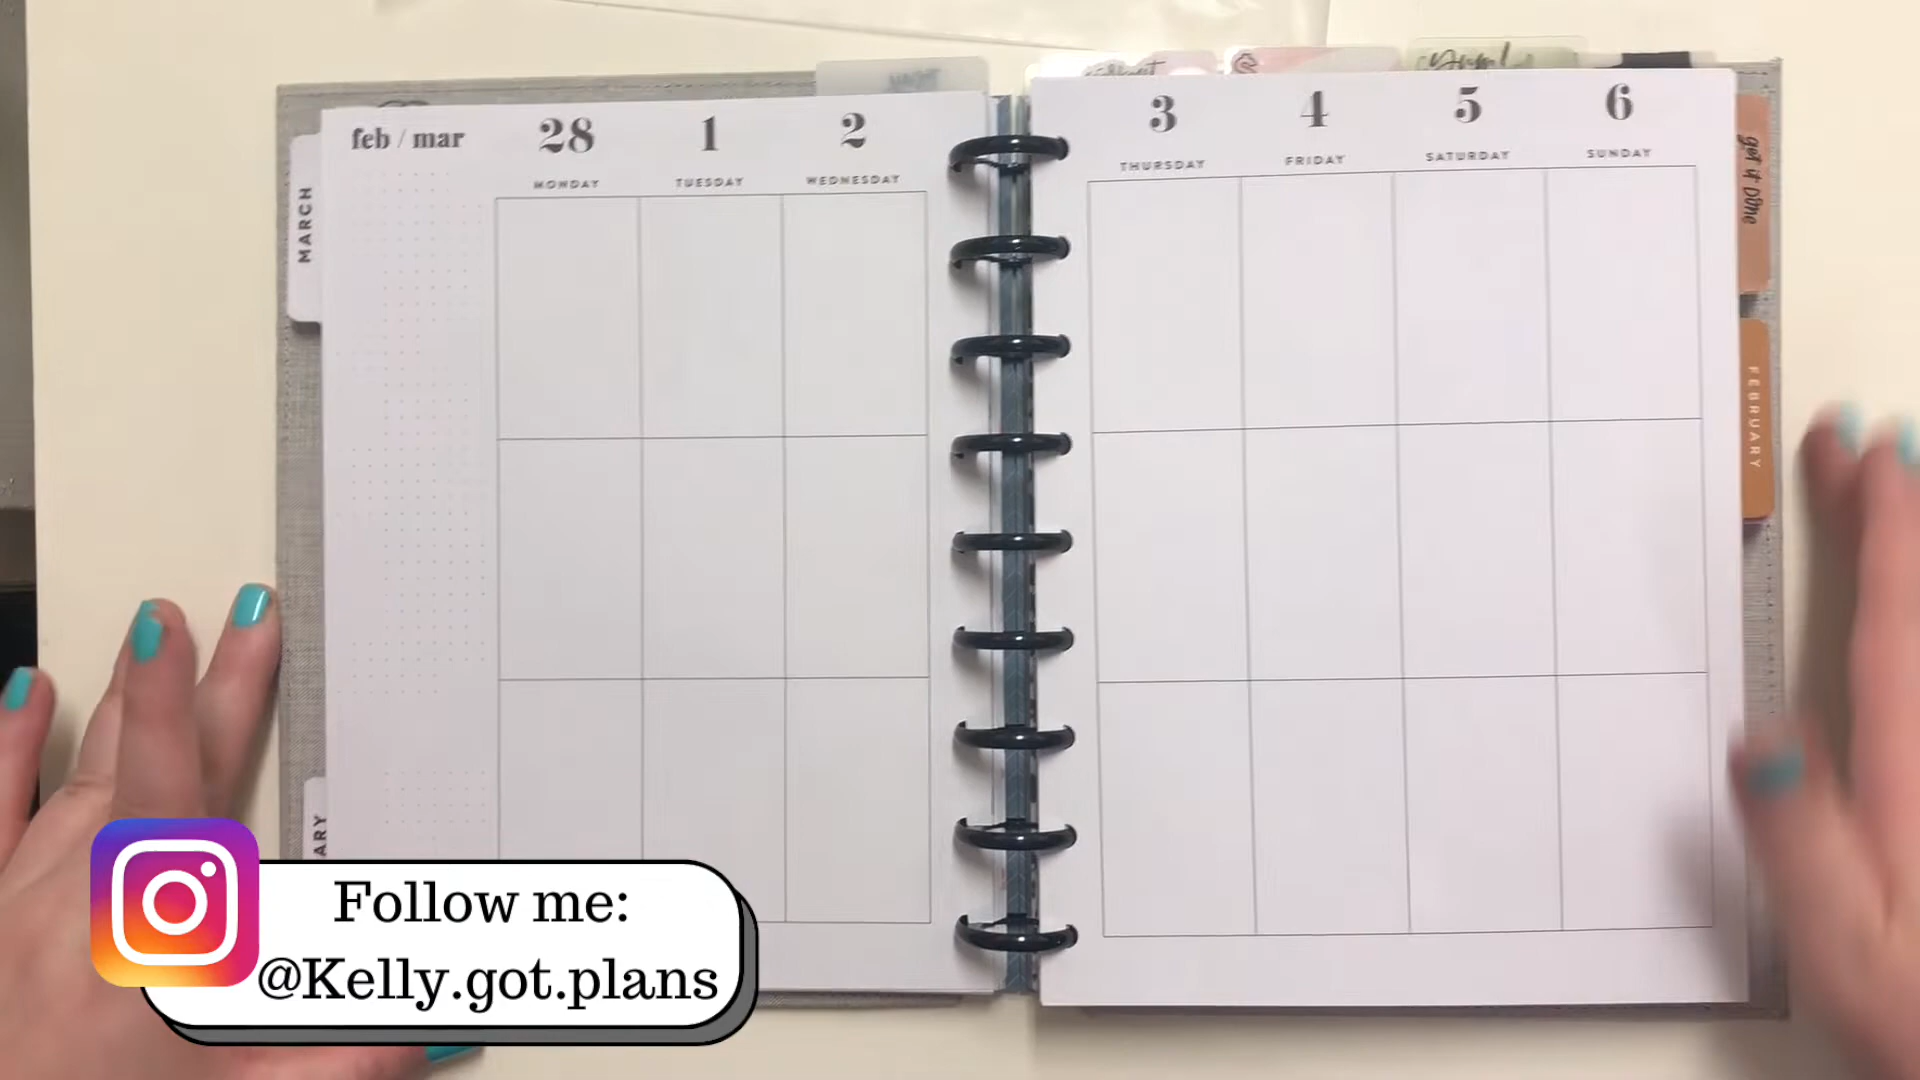 feb / mar
28
1
2
MONDAY
TUESDAY
WEDNESDAY
3
4
5
6
THURSDAY
FRIDAY
SATURDAY
SUNDAY
MARCH
get it done
FEBRUARY
ARY
Follow me:
@Kelly.got.plans